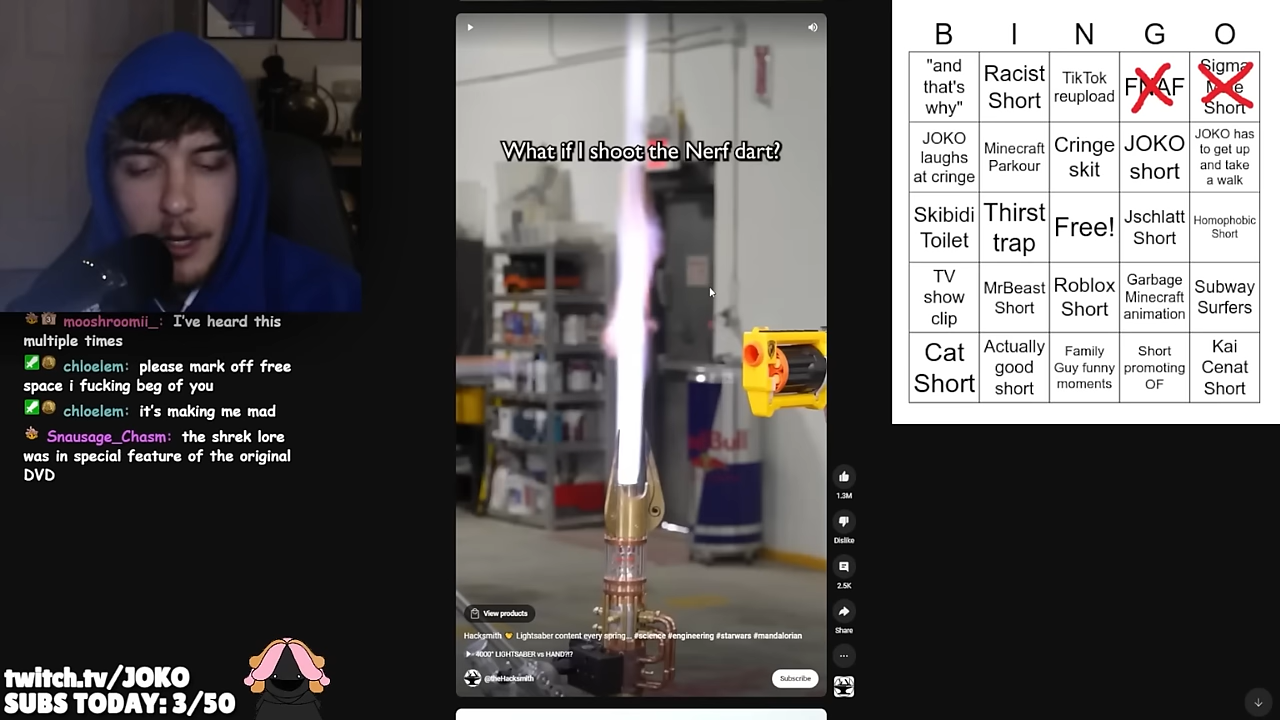 What if I shoot the Nerf dart?
View products
Hacksmith 🧡 Lightsaber content every spring... #science #engineering #starwars #mandalorian
4000° LIGHTSABER vs HAND?!?
@theHacksmith
Subscribe
1.3M
Dislike
2.5K
Share
Red Bull
mooshroomii_: I've heard this
multiple times
chloelem: please mark off free
space i fucking beg of you
chloelem: it's making me mad
Snausage_Chasm: the shrek lore
was in special feature of the original
DVD
twitch.tv/JOKO
SUBS TODAY: 3/50
B I N G O
"and
that's
why"
Racist
Short
TikTok
reupload
FNAF
Sigma
Male
Short
JOKO
laughs
at cringe
Minecraft
Parkour
Cringe
skit
JOKO
short
JOKO has
to get up
and take
a walk
Skibidi
Toilet
Thirst
trap
Free!
Jschlatt
Short
Homophobic
Short
TV
show
clip
MrBeast
Short
Roblox
Short
Garbage
Minecraft
animation
Subway
Surfers
Cat
Short
Actually
good
short
Family
Guy funny
moments
Short
promoting
OF
Kai
Cenat
Short